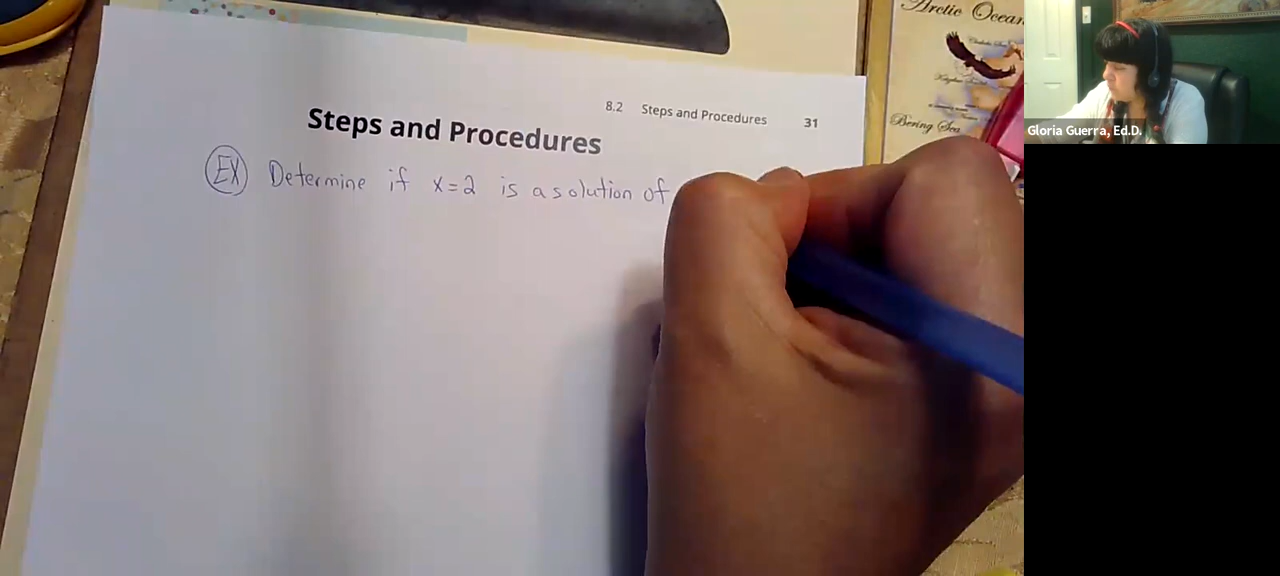 8.2 Steps and Procedures 31
Steps and Procedures
EX Determine if x=2 is a solution of
Arctic Ocean
Bering Sea
Gloria Guerra, Ed.D.